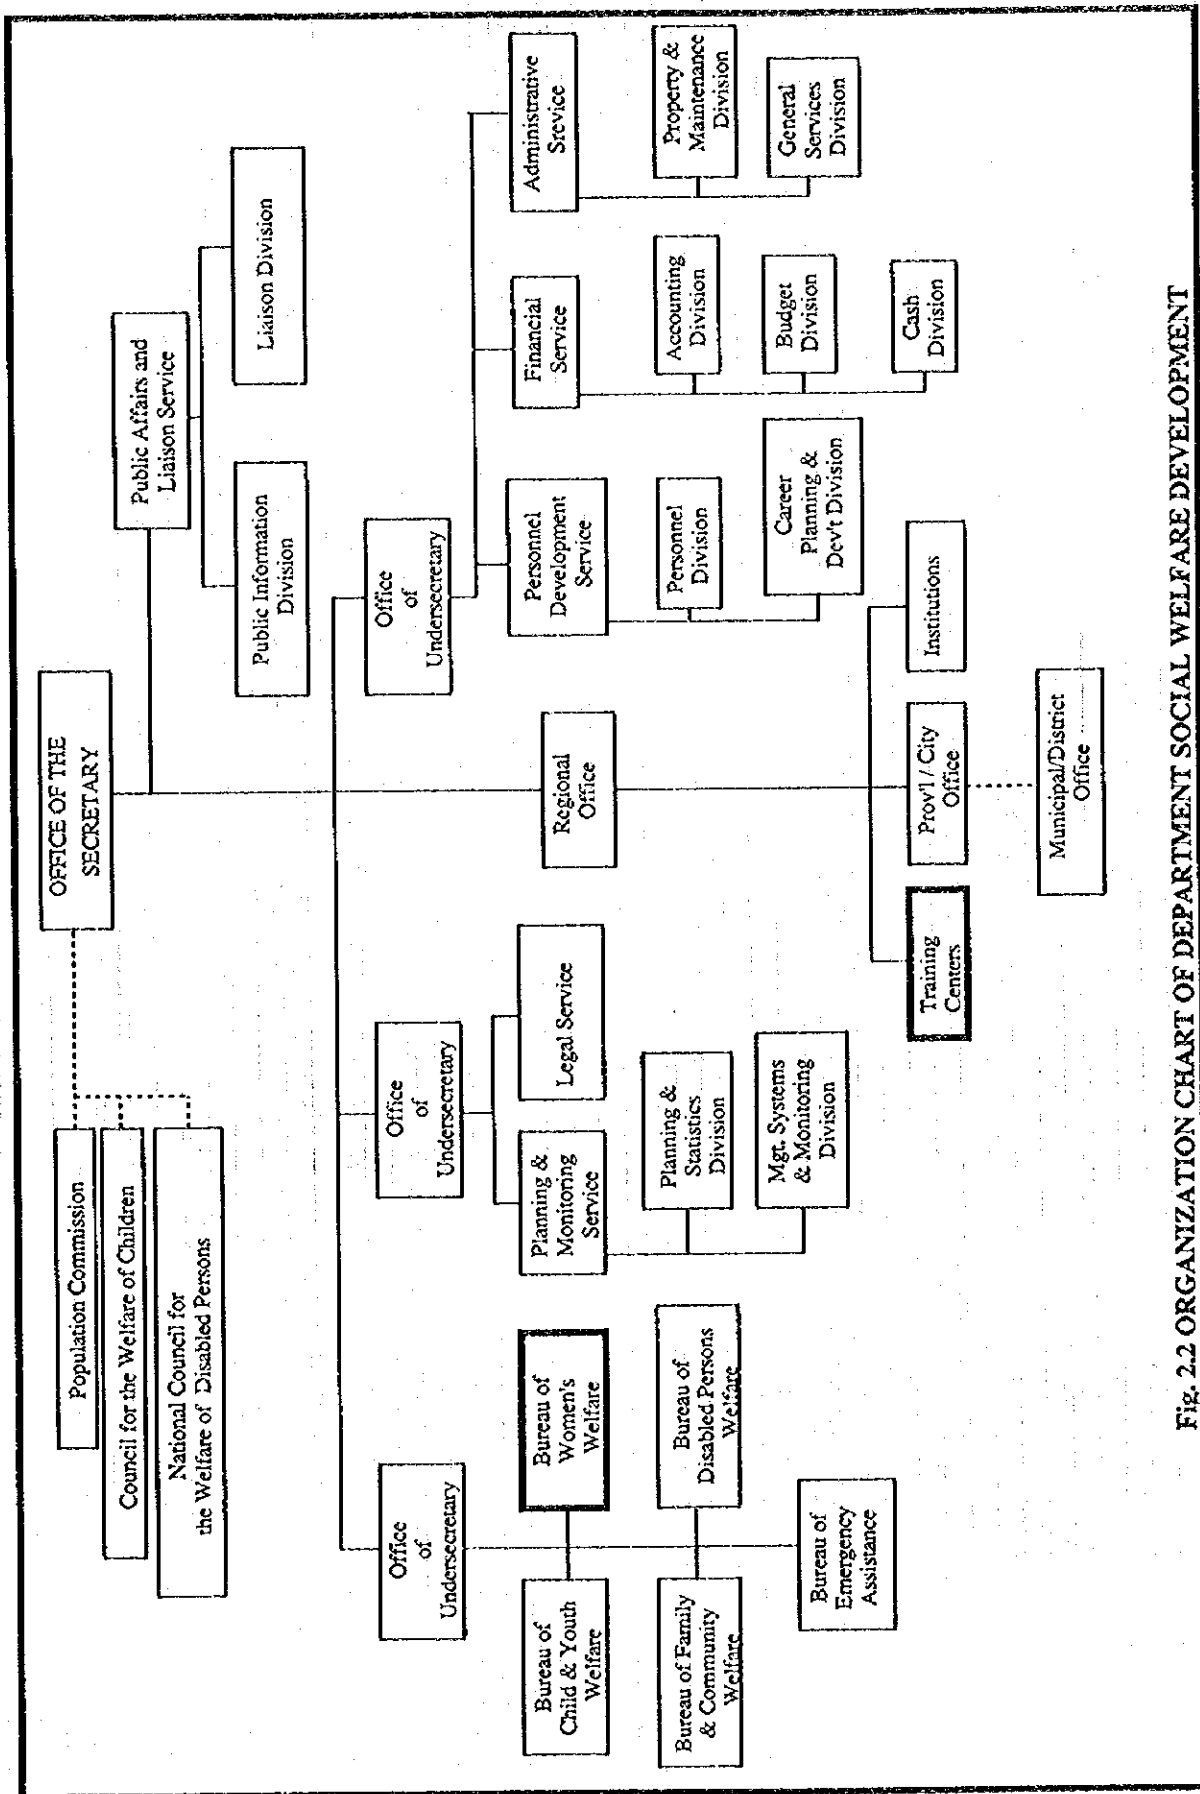 OFFICE OF THE
SECRETARY
Population Commission
Council for the Welfare of Children
National Council for
the Welfare of Disabled Persons
Public Affairs and
Liaison Service
Public Information
Division
Liaison Division
Office
of
Undersecretary
Office
of
Undersecretary
Office
of
Undersecretary
Bureau of
Child & Youth
Welfare
Bureau of
Women's
Welfare
Bureau of Family
& Community
Welfare
Bureau of
Disabled Persons
Welfare
Bureau of
Emergency
Assistance
Planning &
Monitoring
Service
Legal Service
Planning &
Statistics
Division
Mgt. Systems
& Monitoring
Division
Regional
Office
Training
Centers
Prov'l / City
Office
Institutions
Municipal/District
Office
Personnel
Development
Service
Personnel
Division
Career
Planning &
Dev't Division
Financial
Service
Accounting
Division
Budget
Division
Cash
Division
Administrative
Srevice
Property &
Maintenance
Division
General
Services
Division
Fig. 2.2 ORGANIZATION CHART OF DEPARTMENT SOCIAL WELFARE DEVELOPMENT